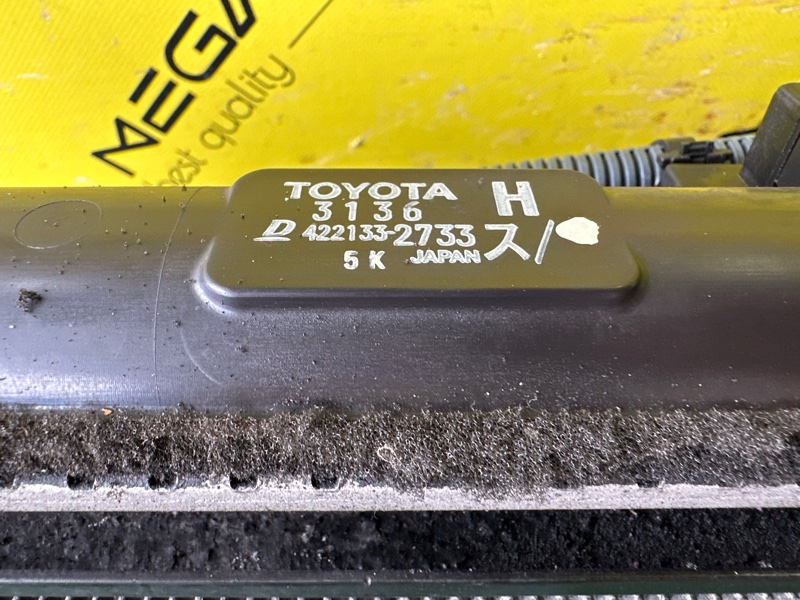 MEGA
best quality
TOYOTA H
3136
D 422133-2733 ス/
5 K JAPAN